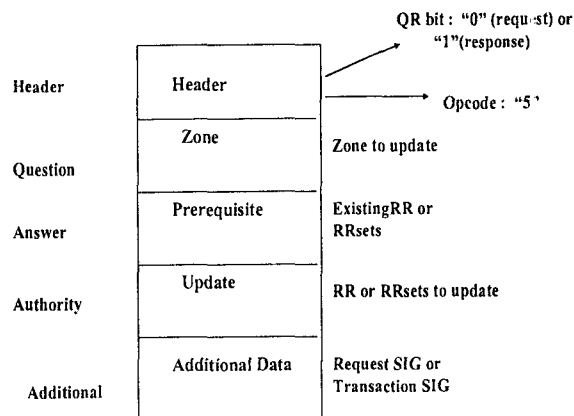 QR bit : “0” (request) or
“1”(response)
Header
Header
Opcode : “5”
Zone
Zone to update
Question
Prerequisite
ExistingRR or
RRsets
Answer
Update
RR or RRsets to update
Authority
Additional Data
Request SIG or
Transaction SIG
Additional